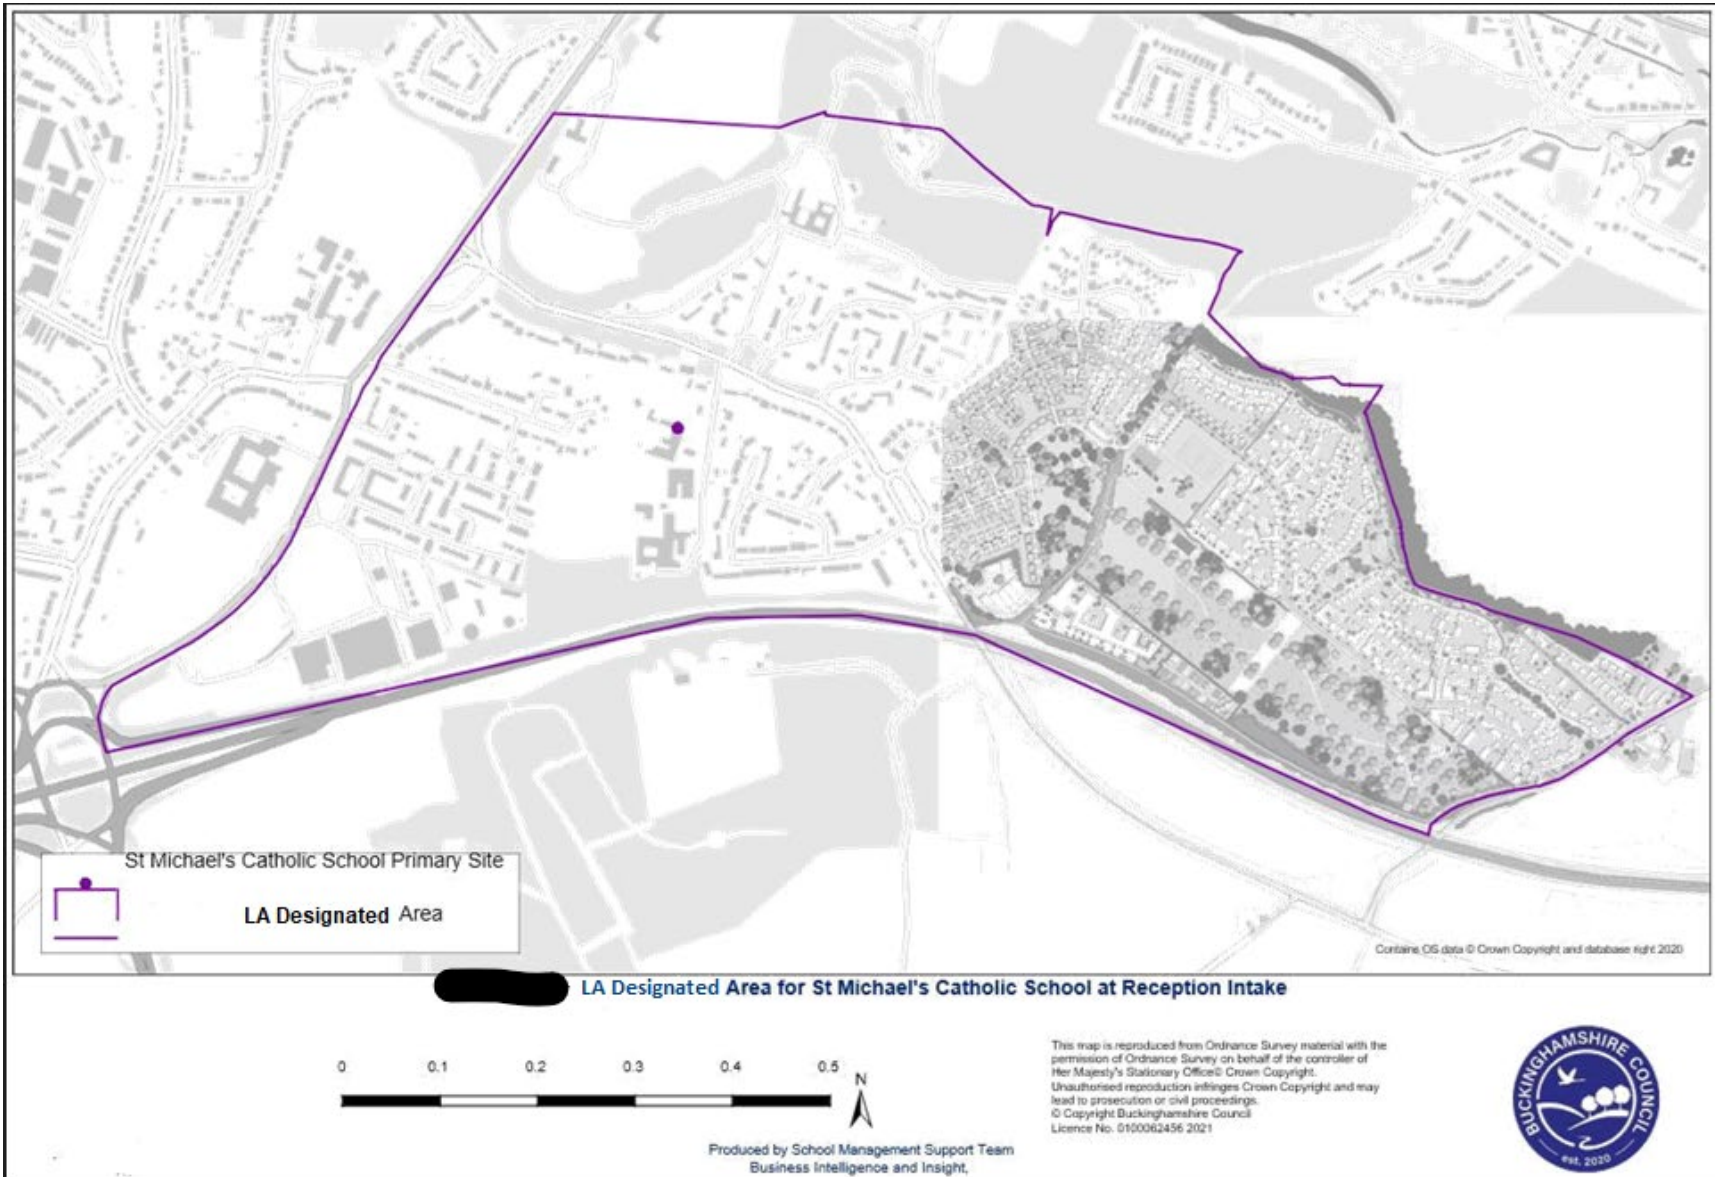 St Michael's Catholic School Primary Site
LA Designated Area
Contains OS data © Crown Copyright and database right 2020
LA Designated Area for St Michael's Catholic School at Reception Intake
0 0.1 0.2 0.3 0.4 0.5
N
This map is reproduced from Ordnance Survey material with the
permission of Ordnance Survey on behalf of the controller of
Her Majesty's Stationary Office© Crown Copyright.
Unauthorised reproduction infringes Crown Copyright and may
lead to prosecution or civil proceedings.
© Copyright Buckinghamshire Council
Licence No. 0100062456 2021
BUCKINGHAMSHIRE COUNCIL
est. 2020
Produced by School Management Support Team
Business Intelligence and Insight,